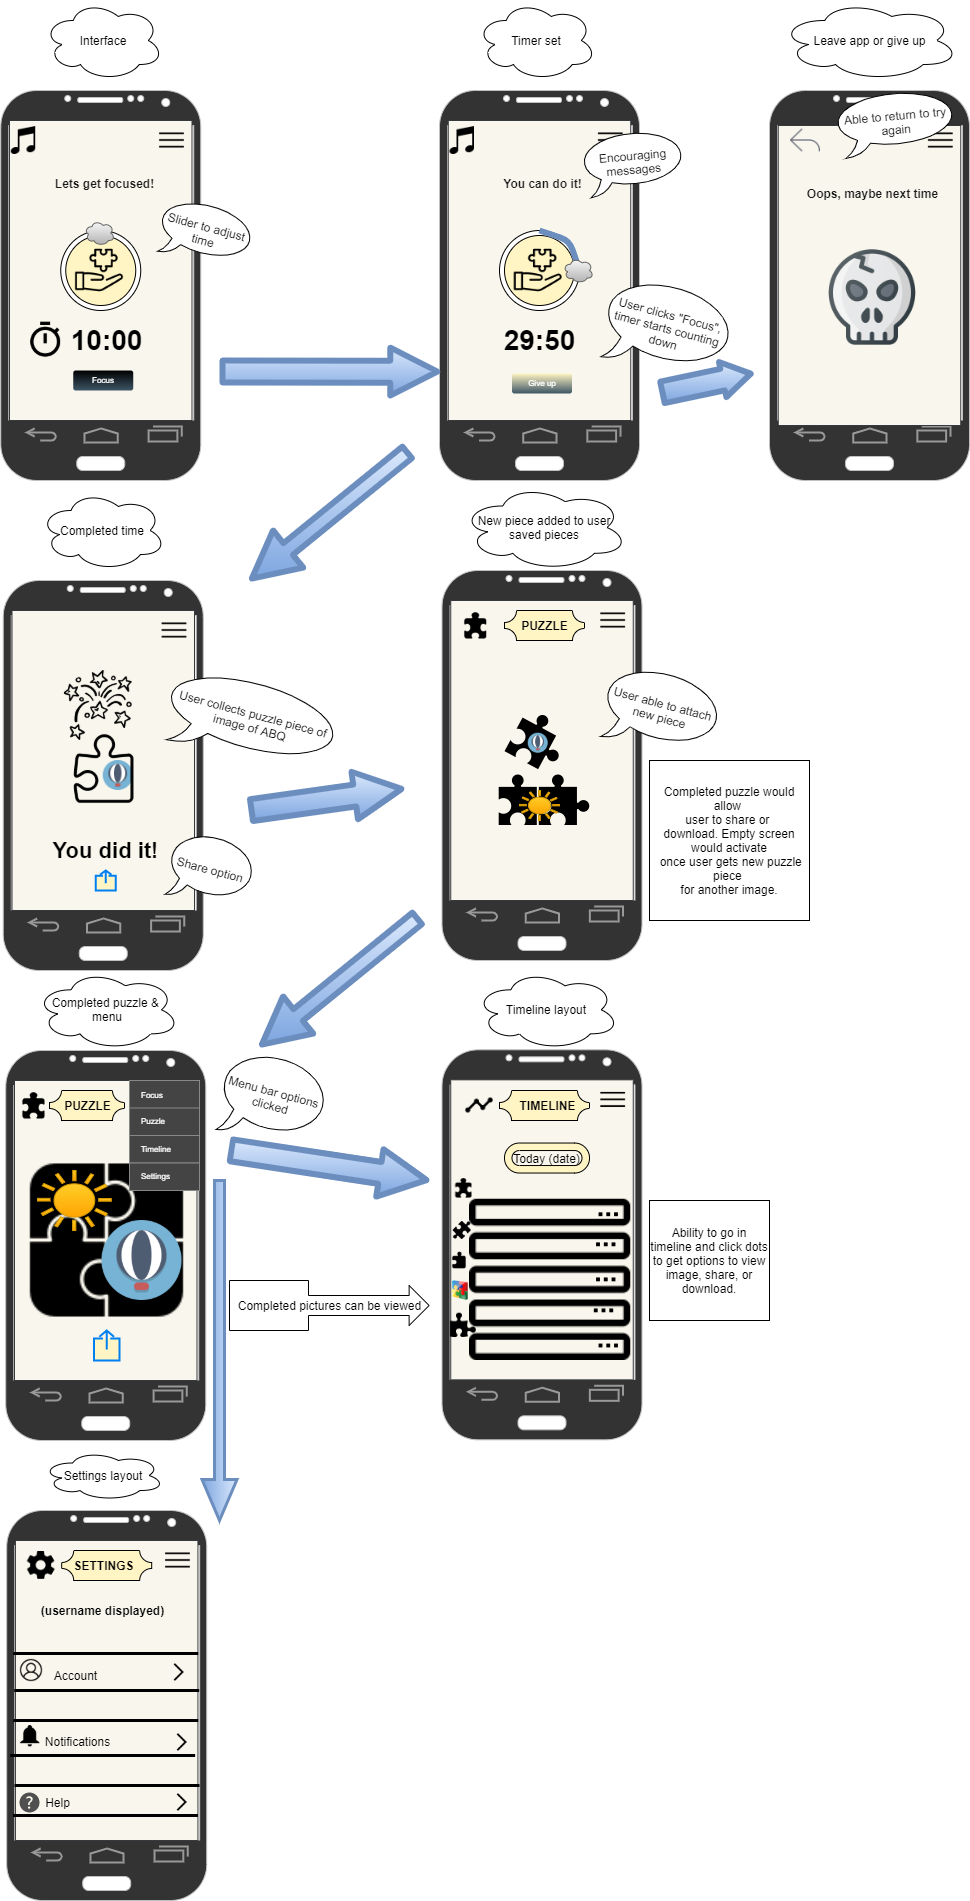 Interface
Timer set
Leave app or give up
Able to return to try
again
Encouraging
messages
Lets get focused!
You can do it!
Oops, maybe next time
Slider to adjust
time
User clicks "Focus",
timer starts counting
down
10:00
29:50
Focus
Give up
Completed time
New piece added to user
saved pieces
PUZZLE
User collects puzzle piece of
image of ABQ
User able to attach
new piece
Completed puzzle would
allow
user to share or
download. Empty screen
would activate
once user gets new puzzle
piece
for another image.
You did it!
Share option
Completed puzzle &
menu
Timeline layout
Menu bar options
clicked
PUZZLE
Focus
Puzzle
Timeline
Settings
TIMELINE
Today (date)
Ability to go in
timeline and click dots
to get options to view
image, share, or
download.
Completed pictures can be viewed
Settings layout
SETTINGS
(username displayed)
Account
Notifications
? Help